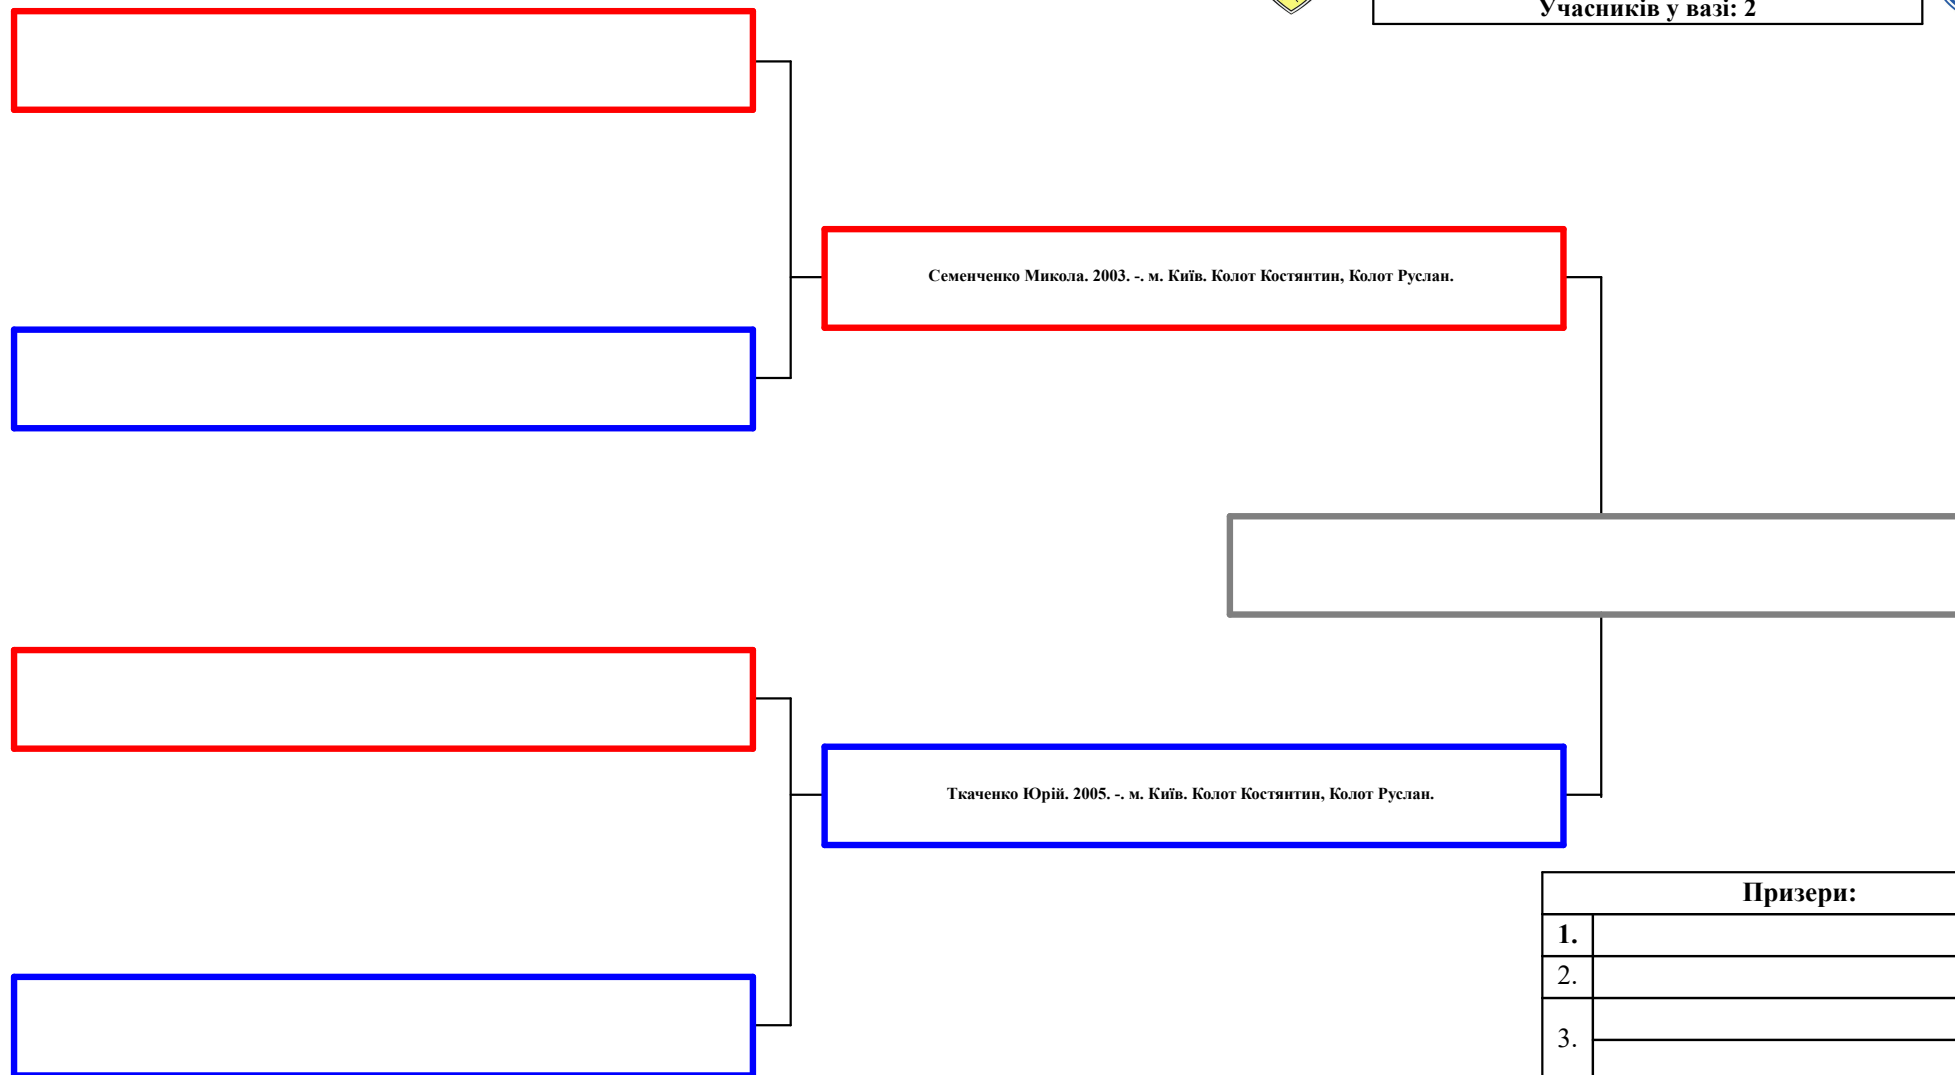 Учасників у вазі: 2
Семенченко Микола. 2003. -. м. Київ. Колот Костянтин, Колот Руслан.
Ткаченко Юрій. 2005. -. м. Київ. Колот Костянтин, Колот Руслан.
Призери:
1.
2.
3.